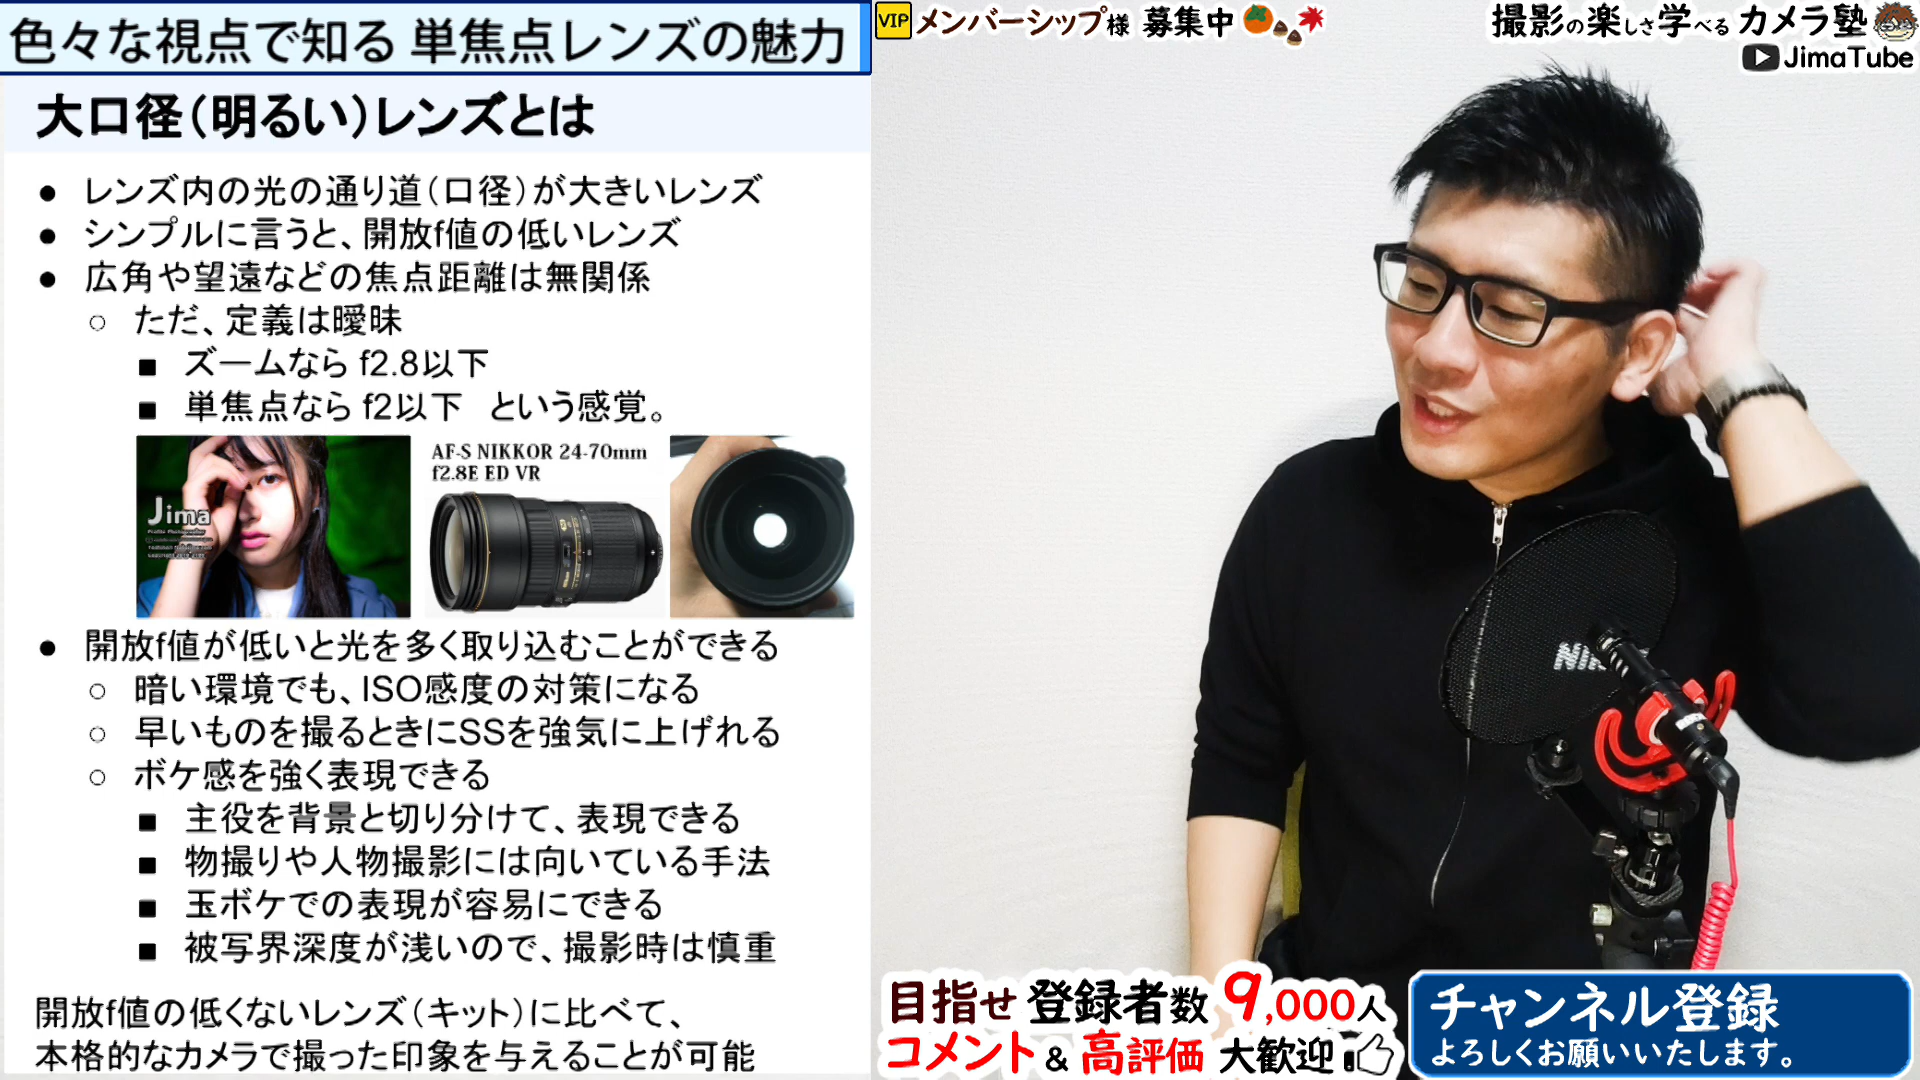 色々な視点で知る 単焦点レンズの魅力
大口径（明るい）レンズとは
● レンズ内の光の通り道（口径）が大きいレンズ
● シンプルに言うと、開放f値の低いレンズ
● 広角や望遠などの焦点距離は無関係
○ ただ、定義は曖昧
■ ズームなら f2.8以下
■ 単焦点なら f2以下　という感覚。
Jima
AF-S NIKKOR 24-70mm
f2.8E ED VR
● 開放f値が低いと光を多く取り込むことができる
○ 暗い環境でも、ISO感度の対策になる
○ 早いものを撮るときにSSを強気に上げれる
○ ボケ感を強く表現できる
■ 主役を背景と切り分けて、表現できる
■ 物撮りや人物撮影には向いている手法
■ 玉ボケでの表現が容易にできる
■ 被写界深度が浅いので、撮影時は慎重
開放f値の低くないレンズ（キット）に比べて、
本格的なカメラで撮った印象を与えることが可能
VIP メンバーシップ様 募集中
撮影の楽しさ学べる カメラ塾
JimaTube
目指せ 登録者数 9,000人
コメント & 高評価 大歓迎
チャンネル登録
よろしくお願いいたします。